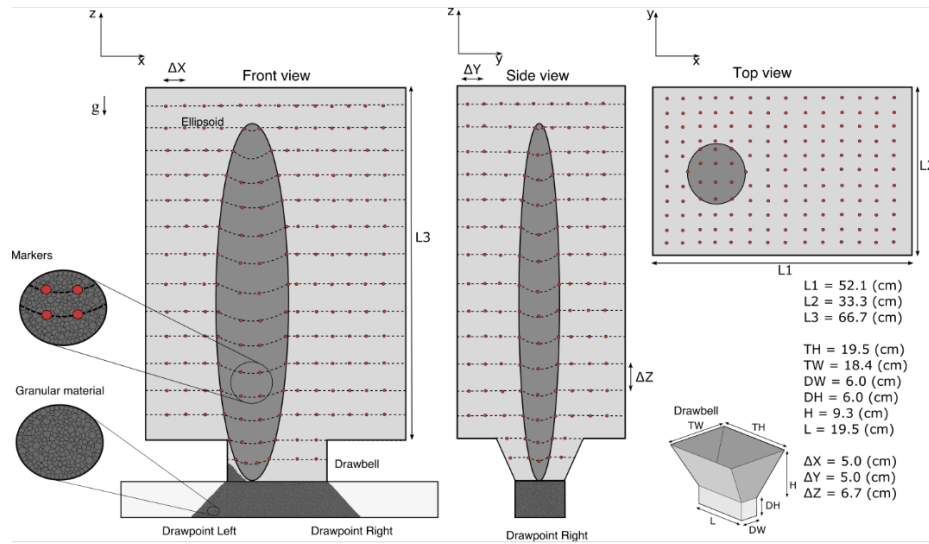 z
x
ΔX
Front view
g
Ellipsoid
L3
Markers
Granular material
Drawbell
Drawpoint Left
Drawpoint Right
z
y
ΔY
Side view
ΔZ
Drawpoint Right
y
x
Top view
L2
L1
L1 = 52.1 (cm)
L2 = 33.3 (cm)
L3 = 66.7 (cm)
TH = 19.5 (cm)
TW = 18.4 (cm)
DW = 6.0 (cm)
DH = 6.0 (cm)
H = 9.3 (cm)
L = 19.5 (cm)
Drawbell
TW
TH
H
DH
L
DW
ΔX = 5.0 (cm)
ΔY = 5.0 (cm)
ΔZ = 6.7 (cm)